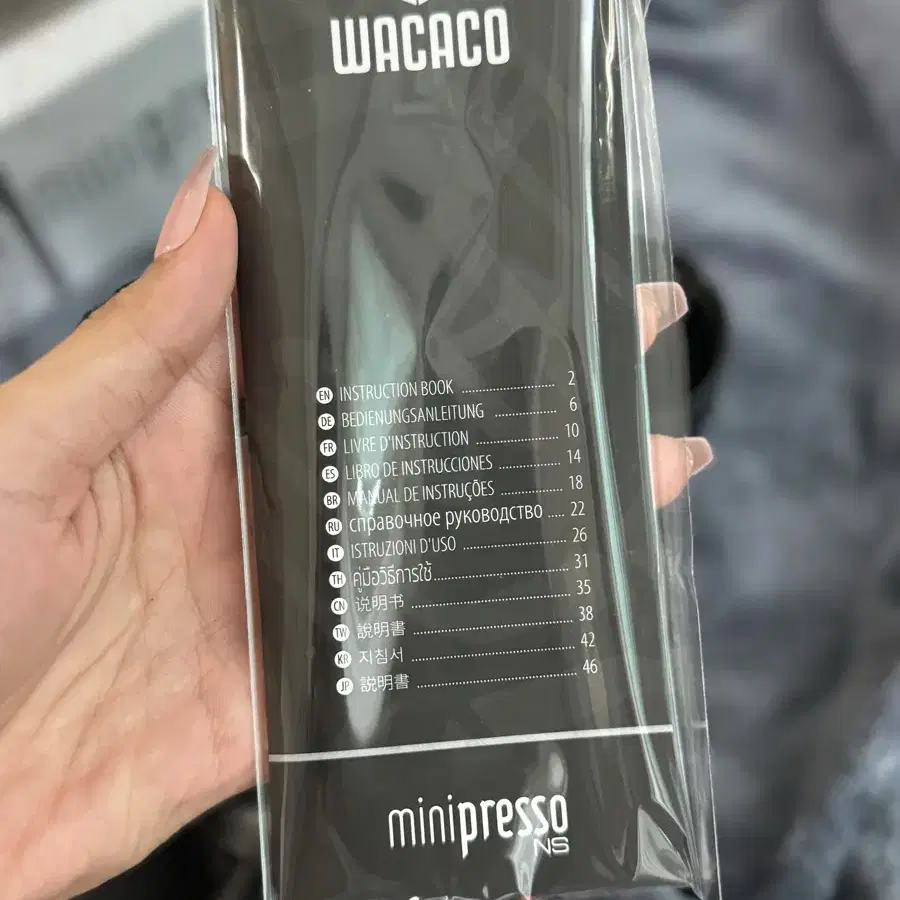 WACACO
EN INSTRUCTION BOOK 2
DE BEDIENUNGSANLEITUNG 6
FR LIVRE D'INSTRUCTION 10
ES LIBRO DE INSTRUCCIONES 14
BR MANUAL DE INSTRUÇÕES 18
RU справочное руководство 22
IT ISTRUZIONI D'USO 26
TH คู่มือวิธีการใช้ 31
CN 说明书 35
TW 說明書 38
KR 지침서 42
JP 説明書 46
minipresso
NS